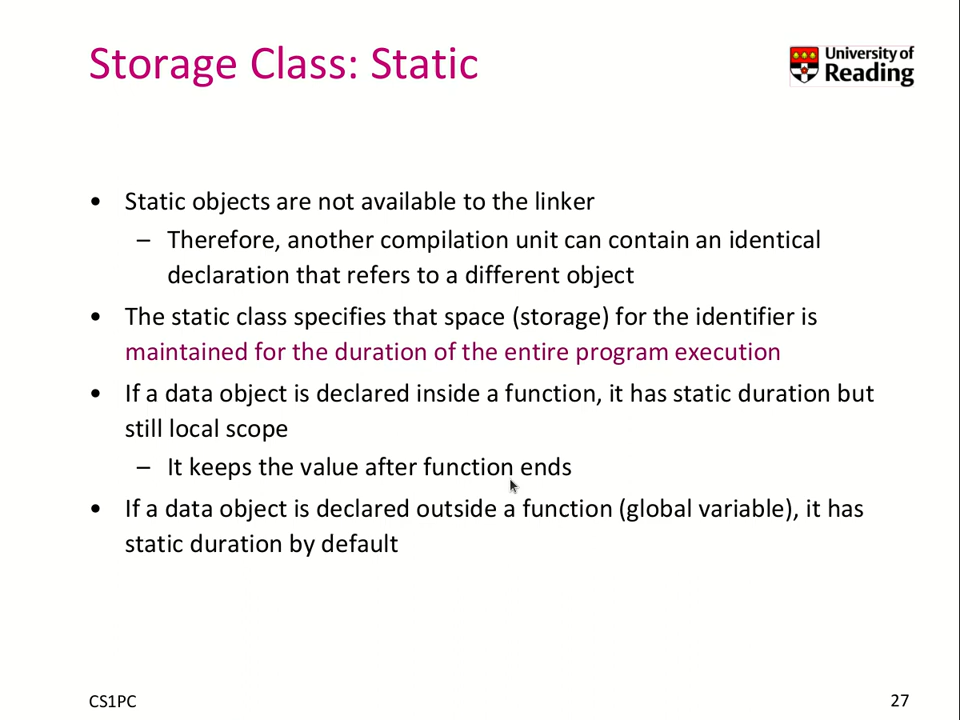 Storage Class: Static
University of
Reading
• Static objects are not available to the linker
– Therefore, another compilation unit can contain an identical
declaration that refers to a different object
• The static class specifies that space (storage) for the identifier is
maintained for the duration of the entire program execution
• If a data object is declared inside a function, it has static duration but
still local scope
– It keeps the value after function ends
• If a data object is declared outside a function (global variable), it has
static duration by default
CS1PC
27